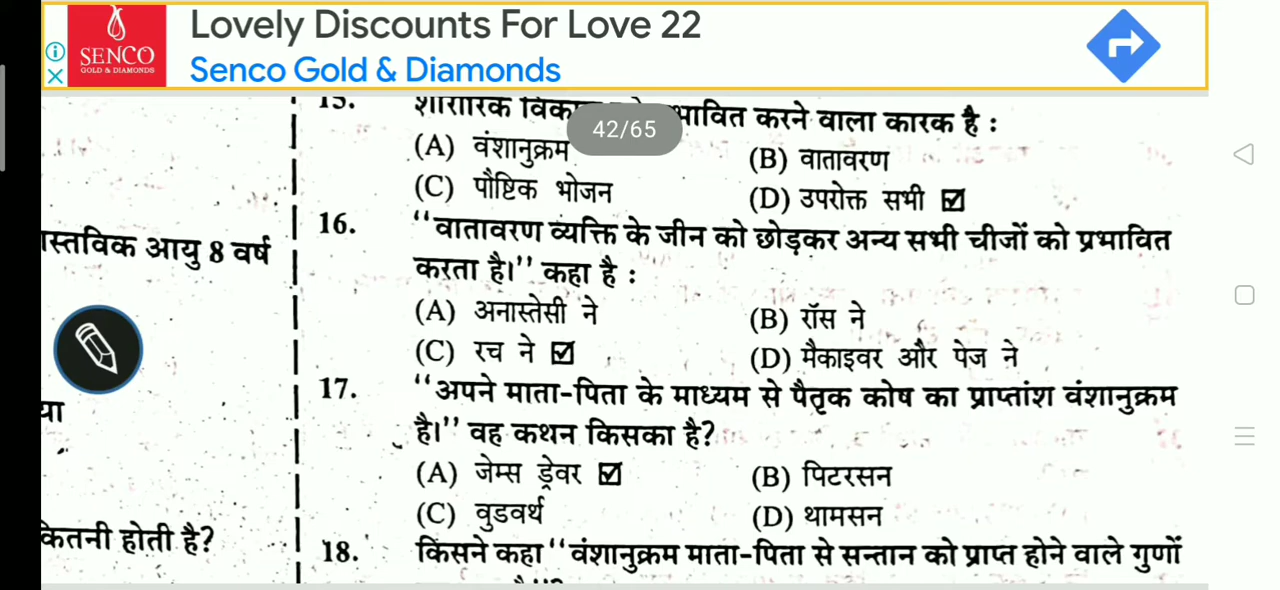 Lovely Discounts For Love 22
SENCO
GOLD & DIAMONDS
Senco Gold & Diamonds
42/65
15. शारीरिक करने वाला कारक है :
(A) वंशानुक्रम (B) वातावरण
(C) पौष्टिक भोजन (D) उपरोक्त सभी ☑
16. "वातावरण व्यक्ति के जीन को छोड़कर अन्य सभी चीजों को प्रभावित
करता है।" कहा है :
(A) अनास्तेसी ने (B) रॉस ने
(C) रच ने ☑ (D) मैकाइवर और पेज ने
17. "अपने माता-पिता के माध्यम से पैतृक कोष का प्राप्तांश वंशानुक्रम
है।" वह कथन किसका है?
(A) जेम्स ड्रेवर ☑ (B) पिटरसन
(C) वुडवर्थ (D) थामसन
18. किसने कहा "वंशानुक्रम माता-पिता से सन्तान को प्राप्त होने वाले गुणों
आयु 8 वर्ष
कितनी होती है?